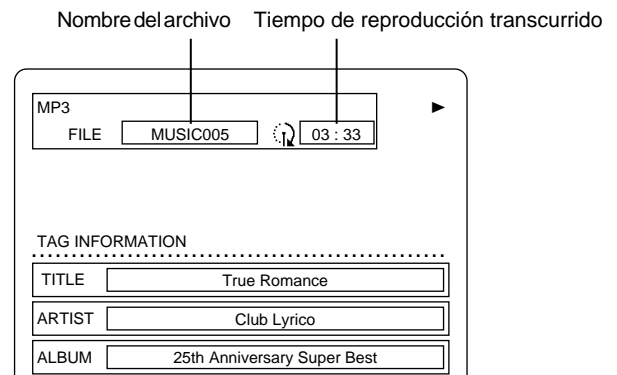 Nombre del archivo Tiempo de reproducción transcurrido
MP3
FILE MUSIC005 03 : 33
TAG INFORMATION
TITLE True Romance
ARTIST Club Lyrico
ALBUM 25th Anniversary Super Best